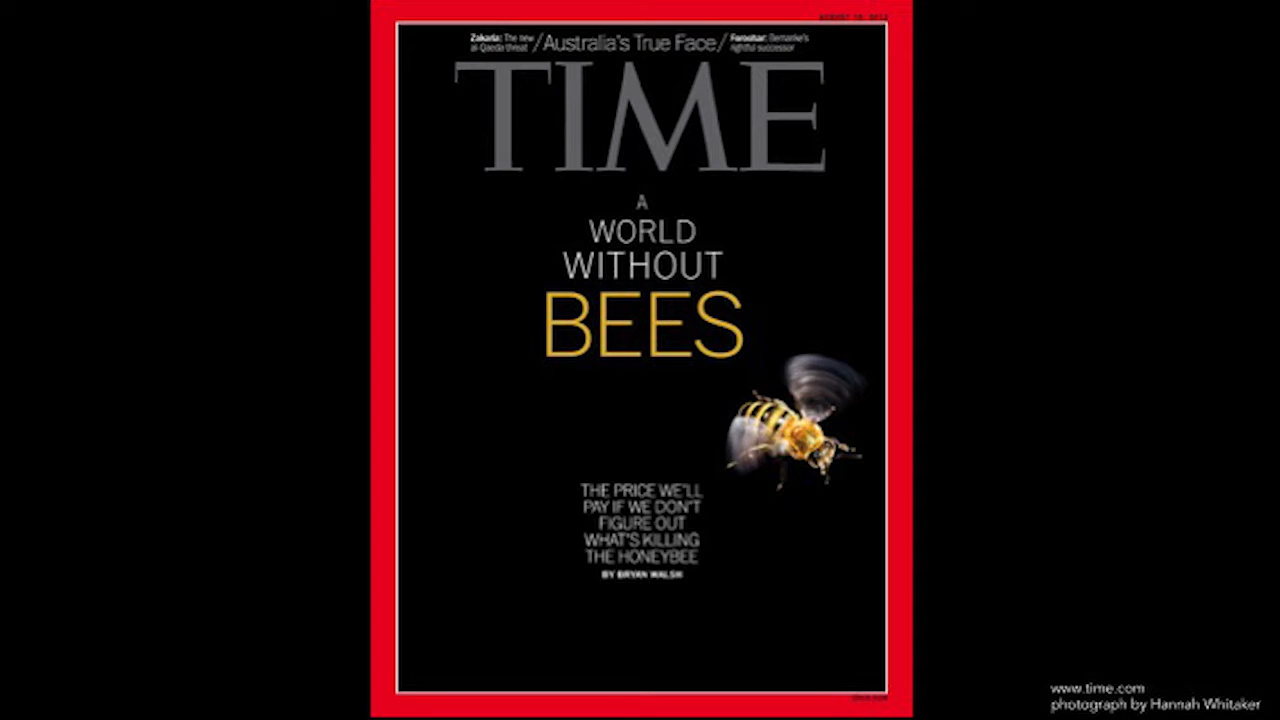 Zakaria: The new al-Qaeda threat / Australia's True Face / Foroohar: Bernanke's rightful successor
TIME
A
WORLD
WITHOUT
BEES
THE PRICE WE'LL
PAY IF WE DON'T
FIGURE OUT
WHAT'S KILLING
THE HONEYBEE
BY BRYAN WALSH
www.time.com
photograph by Hannah Whitaker